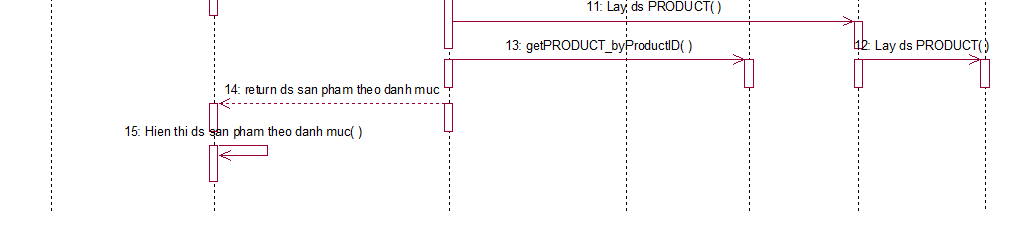 11: Lay ds PRODUCT( )
12: Lay ds PRODUCT( )
13: getPRODUCT_byProductID( )
14: return ds san pham theo danh muc
15: Hien thi ds san pham theo danh muc( )